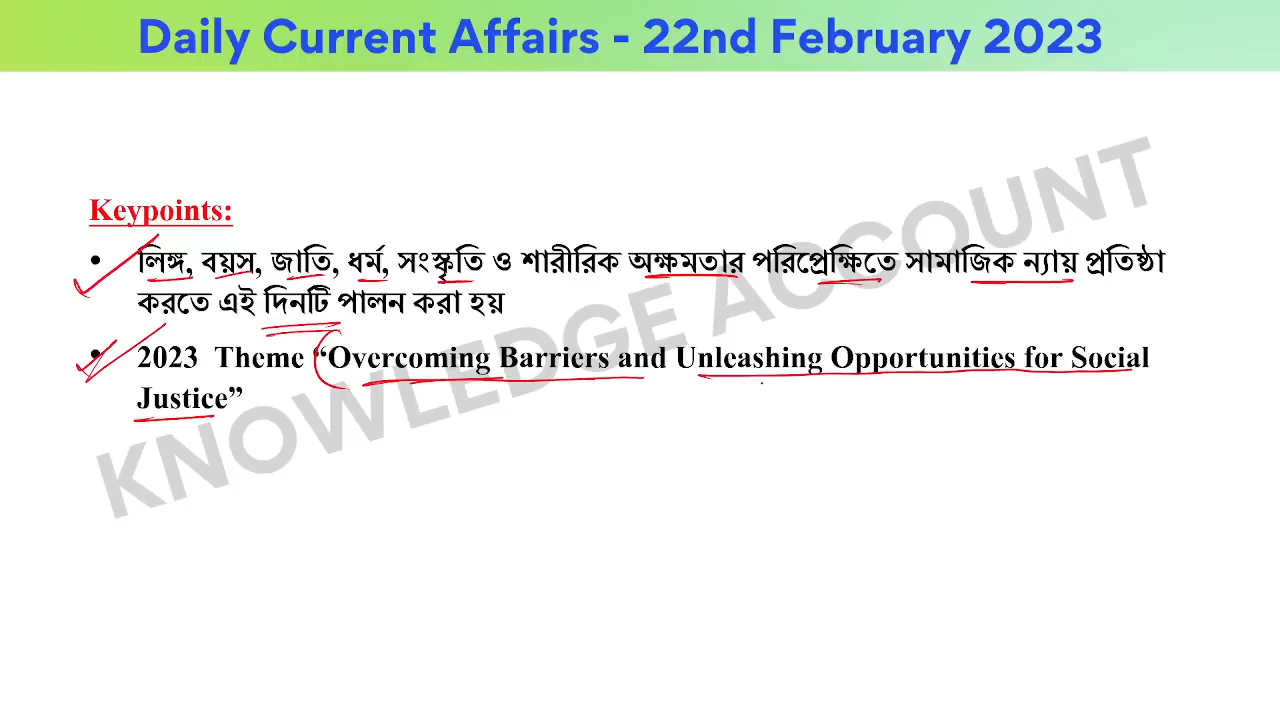 Daily Current Affairs - 22nd February 2023
Keypoints:
• লিঙ্গ, বয়স, জাতি, ধর্ম, সংস্কৃতি ও শারীরিক অক্ষমতার পরিপ্রেক্ষিতে সামাজিক ন্যায় প্রতিষ্ঠা
করতে এই দিনটি পালন করা হয়
• 2023 Theme “Overcoming Barriers and Unleashing Opportunities for Social
Justice”
KNOWLEDGE ACCOUNT